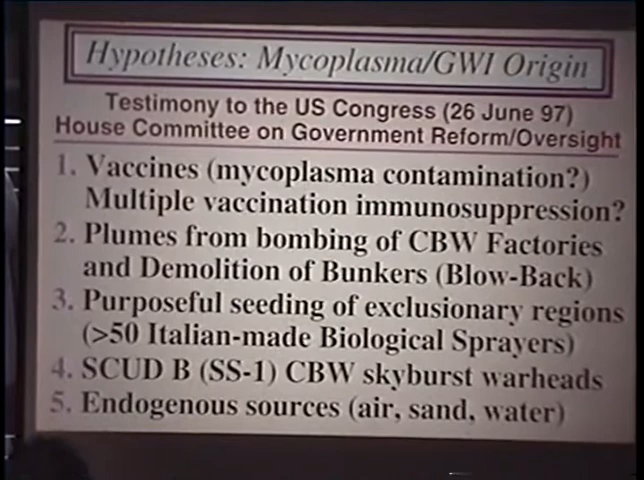 Hypotheses: Mycoplasma/GWI Origin
Testimony to the US Congress (26 June 97)
House Committee on Government Reform/Oversight
1. Vaccines (mycoplasma contamination?)
Multiple vaccination immunosuppression?
2. Plumes from bombing of CBW Factories
and Demolition of Bunkers (Blow-Back)
3. Purposeful seeding of exclusionary regions
(>50 Italian-made Biological Sprayers)
4. SCUD B (SS-1) CBW skyburst warheads
5. Endogenous sources (air, sand, water)